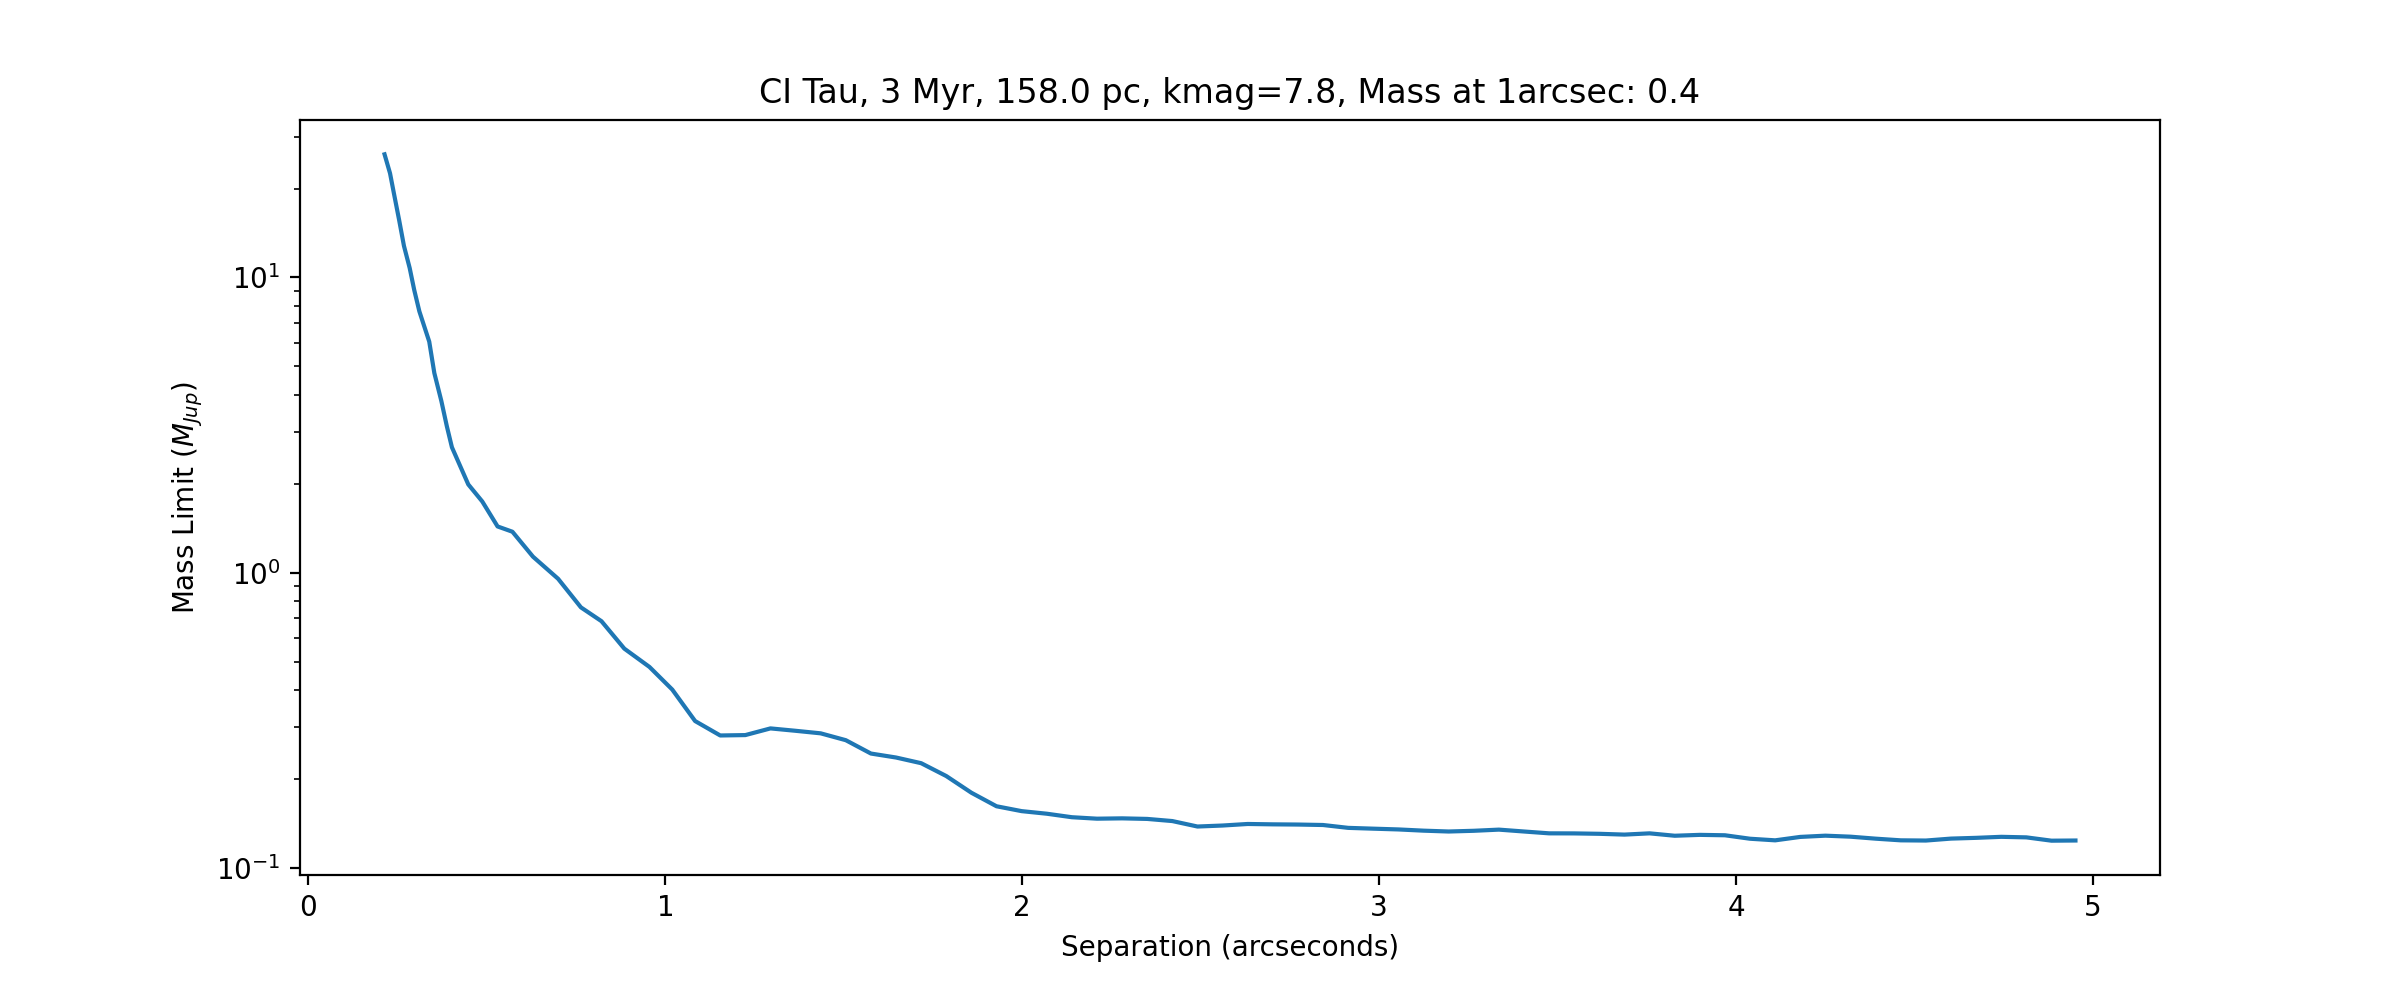 CI Tau, 3 Myr, 158.0 pc, kmag=7.8, Mass at 1arcsec: 0.4
Mass Limit (M_Jup)
10^1
10^0
10^−1
0 1 2 3 4 5
Separation (arcseconds)